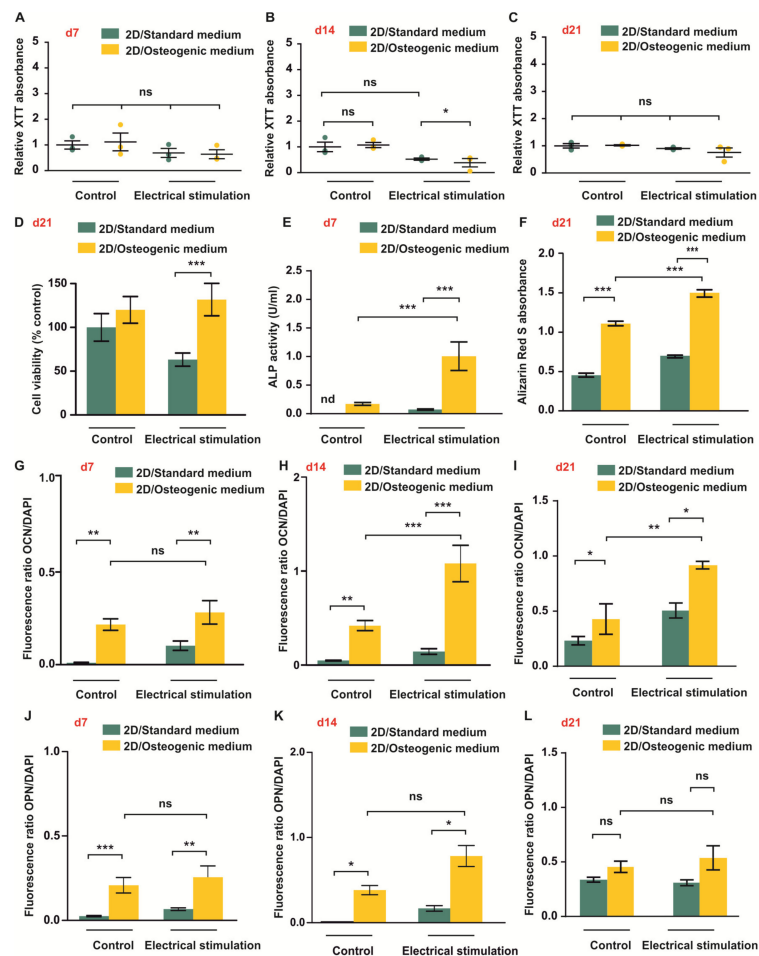 A
d7
2D/Standard medium
2D/Osteogenic medium
Relative XTT absorbance
5
4
3
2
1
0
ns
Control
Electrical stimulation
B
d14
2D/Standard medium
2D/Osteogenic medium
Relative XTT absorbance
5
4
3
2
1
0
ns
ns
*
Control
Electrical stimulation
C
d21
2D/Standard medium
2D/Osteogenic medium
Relative XTT absorbance
5
4
3
2
1
0
ns
Control
Electrical stimulation
D
d21
2D/Standard medium
2D/Osteogenic medium
Cell viability (% control)
150
100
50
0
***
Control
Electrical stimulation
E
d7
2D/Standard medium
2D/Osteogenic medium
ALP activity (U/ml)
2.5
2.0
1.5
1.0
0.5
0.0
nd
***
***
Control
Electrical stimulation
F
d21
2D/Standard medium
2D/Osteogenic medium
Alizarin Red S absorbance
2.0
1.5
1.0
0.5
0.0
***
***
***
Control
Electrical stimulation
G
d7
2D/Standard medium
2D/Osteogenic medium
Fluorescence ratio OCN/DAPI
1.0
0.5
0.0
**
**
ns
Control
Electrical stimulation
H
d14
2D/Standard medium
2D/Osteogenic medium
Fluorescence ratio OCN/DAPI
2
1
0
***
***
**
Control
Electrical stimulation
I
d21
2D/Standard medium
2D/Osteogenic medium
Fluorescence ratio OCN/DAPI
1.5
1.0
0.5
0.0
*
**
*
Control
Electrical stimulation
J
d7
2D/Standard medium
2D/Osteogenic medium
Fluorescence ratio OPN/DAPI
1.0
0.5
0.0
ns
***
**
Control
Electrical stimulation
K
d14
2D/Standard medium
2D/Osteogenic medium
Fluorescence ratio OPN/DAPI
2.0
1.0
0.0
ns
*
*
Control
Electrical stimulation
L
d21
2D/Standard medium
2D/Osteogenic medium
Fluorescence ratio OPN/DAPI
1.5
1.0
0.5
0.0
ns
ns
ns
Control
Electrical stimulation